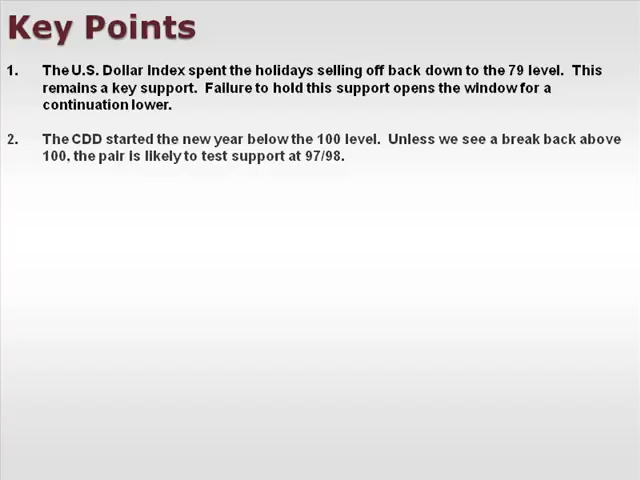 Key Points
1. The U.S. Dollar Index spent the holidays selling off back down to the 79 level. This
remains a key support. Failure to hold this support opens the window for a
continuation lower.
2. The CDD started the new year below the 100 level. Unless we see a break back above
100, the pair is likely to test support at 97/98.